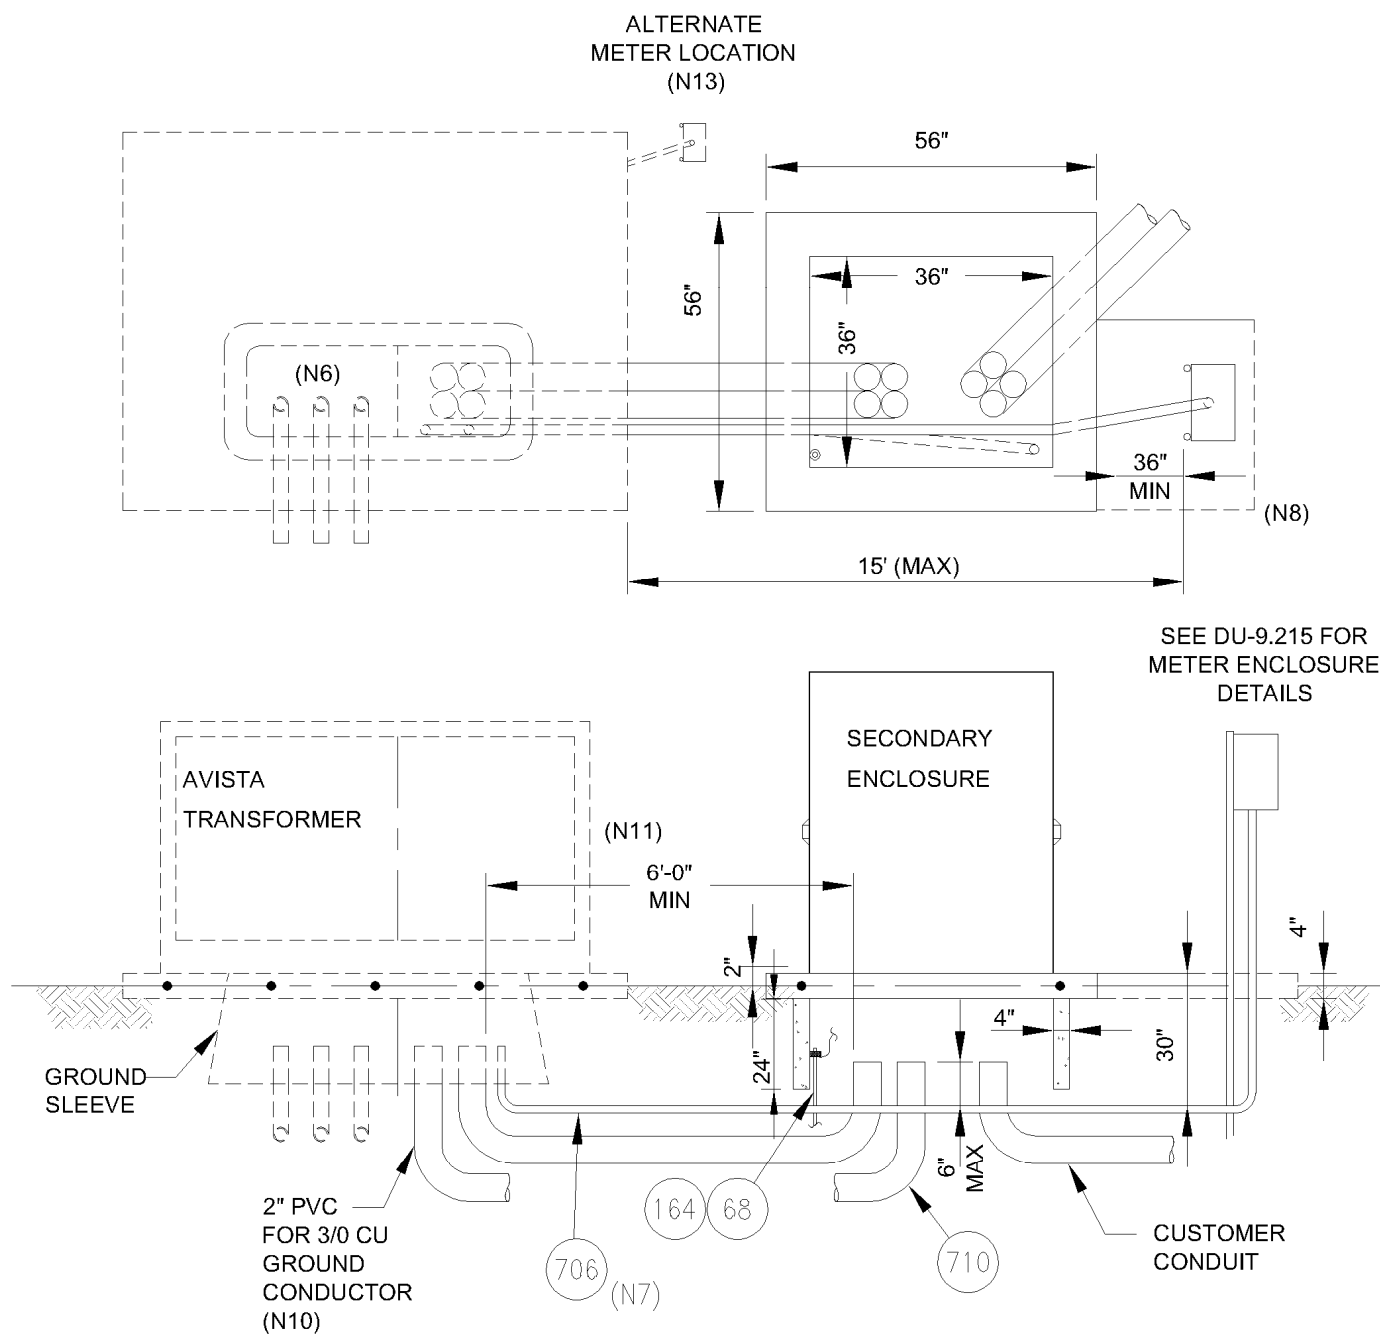 ALTERNATE
METER LOCATION
(N13)
56"
36"
56"
36"
(N6)
36"
MIN
(N8)
15' (MAX)
SEE DU-9.215 FOR
METER ENCLOSURE
DETAILS
SECONDARY
ENCLOSURE
AVISTA
TRANSFORMER
(N11)
6'-0"
MIN
4"
2"
4"
30"
24"
GROUND
SLEEVE
6"
MAX
2" PVC
FOR 3/0 CU
GROUND
CONDUCTOR
(N10)
164 68
706 (N7)
710
CUSTOMER
CONDUIT